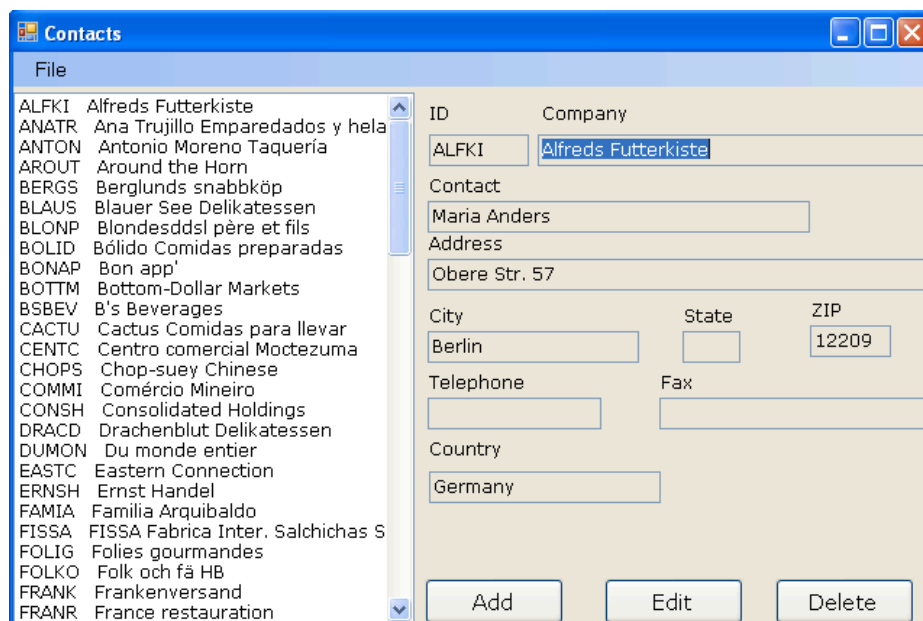 Contacts
File
ALFKI Alfreds Futterkiste
ANATR Ana Trujillo Emparedados y hela
ANTON Antonio Moreno Taquería
AROUT Around the Horn
BERGS Berglunds snabbköp
BLAUS Blauer See Delikatessen
BLONP Blondesddsl père et fils
BOLID Bólido Comidas preparadas
BONAP Bon app'
BOTTM Bottom-Dollar Markets
BSBEV B's Beverages
CACTU Cactus Comidas para llevar
CENTC Centro comercial Moctezuma
CHOPS Chop-suey Chinese
COMMI Comércio Mineiro
CONSH Consolidated Holdings
DRACD Drachenblut Delikatessen
DUMON Du monde entier
EASTC Eastern Connection
ERNSH Ernst Handel
FAMIA Familia Arquibaldo
FISSA FISSA Fabrica Inter. Salchichas S
FOLIG Folies gourmandes
FOLKO Folk och fä HB
FRANK Frankenversand
FRANR France restauration
ID Company
ALFKI Alfreds Futterkiste
Contact
Maria Anders
Address
Obere Str. 57
City State ZIP
Berlin 12209
Telephone Fax
Country
Germany
Add Edit Delete